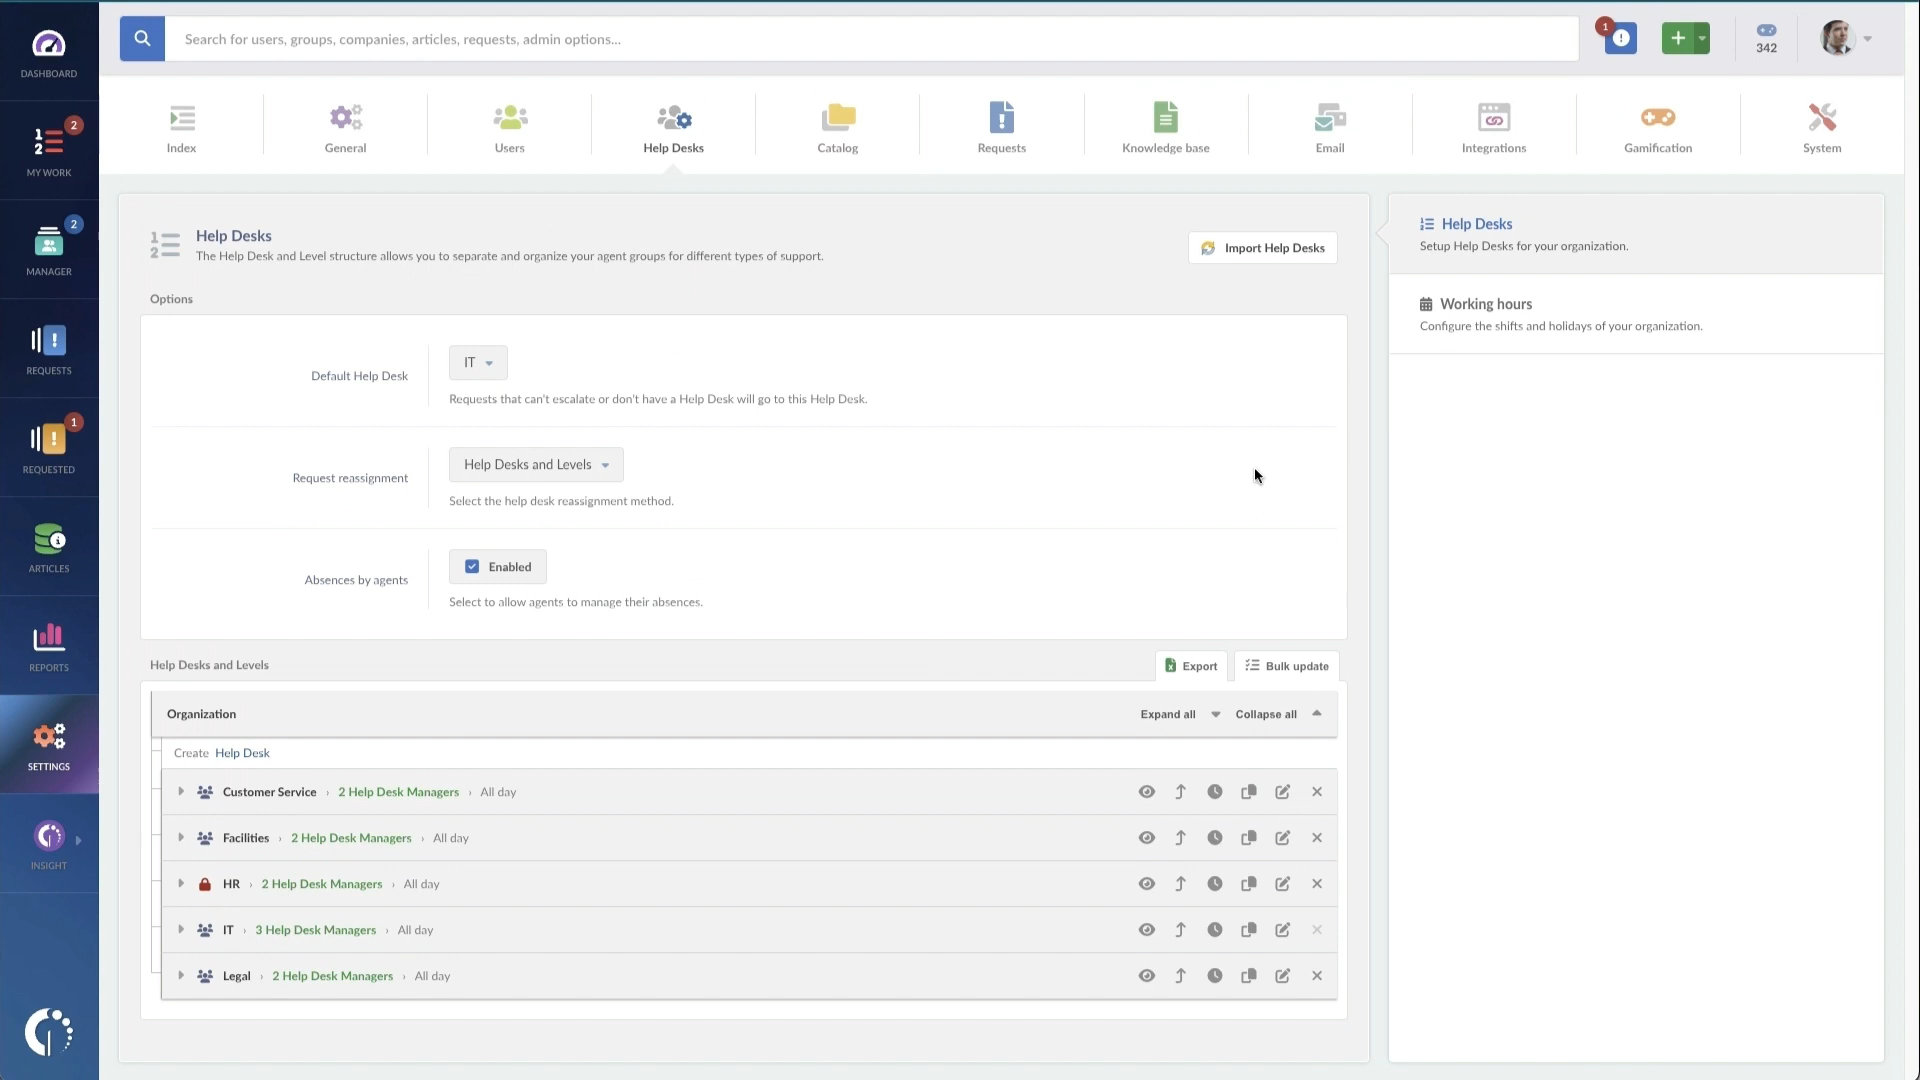 Search for users, groups, companies, articles, requests, admin options...
1
342
DASHBOARD
2
MY WORK
2
MANAGER
REQUESTS
1
REQUESTED
ARTICLES
REPORTS
SETTINGS
INSIGHT
Index
General
Users
Help Desks
Catalog
Requests
Knowledge base
Email
Integrations
Gamification
System
Help Desks
The Help Desk and Level structure allows you to separate and organize your agent groups for different types of support.
Import Help Desks
Options
Default Help Desk
IT
Requests that can't escalate or don't have a Help Desk will go to this Help Desk.
Request reassignment
Help Desks and Levels
Select the help desk reassignment method.
Absences by agents
Enabled
Select to allow agents to manage their absences.
Help Desks and Levels
Export
Bulk update
Organization
Expand all
Collapse all
Create Help Desk
Customer Service › 2 Help Desk Managers › All day
Facilities › 2 Help Desk Managers › All day
HR › 2 Help Desk Managers › All day
IT › 3 Help Desk Managers › All day
Legal › 2 Help Desk Managers › All day
Help Desks
Setup Help Desks for your organization.
Working hours
Configure the shifts and holidays of your organization.